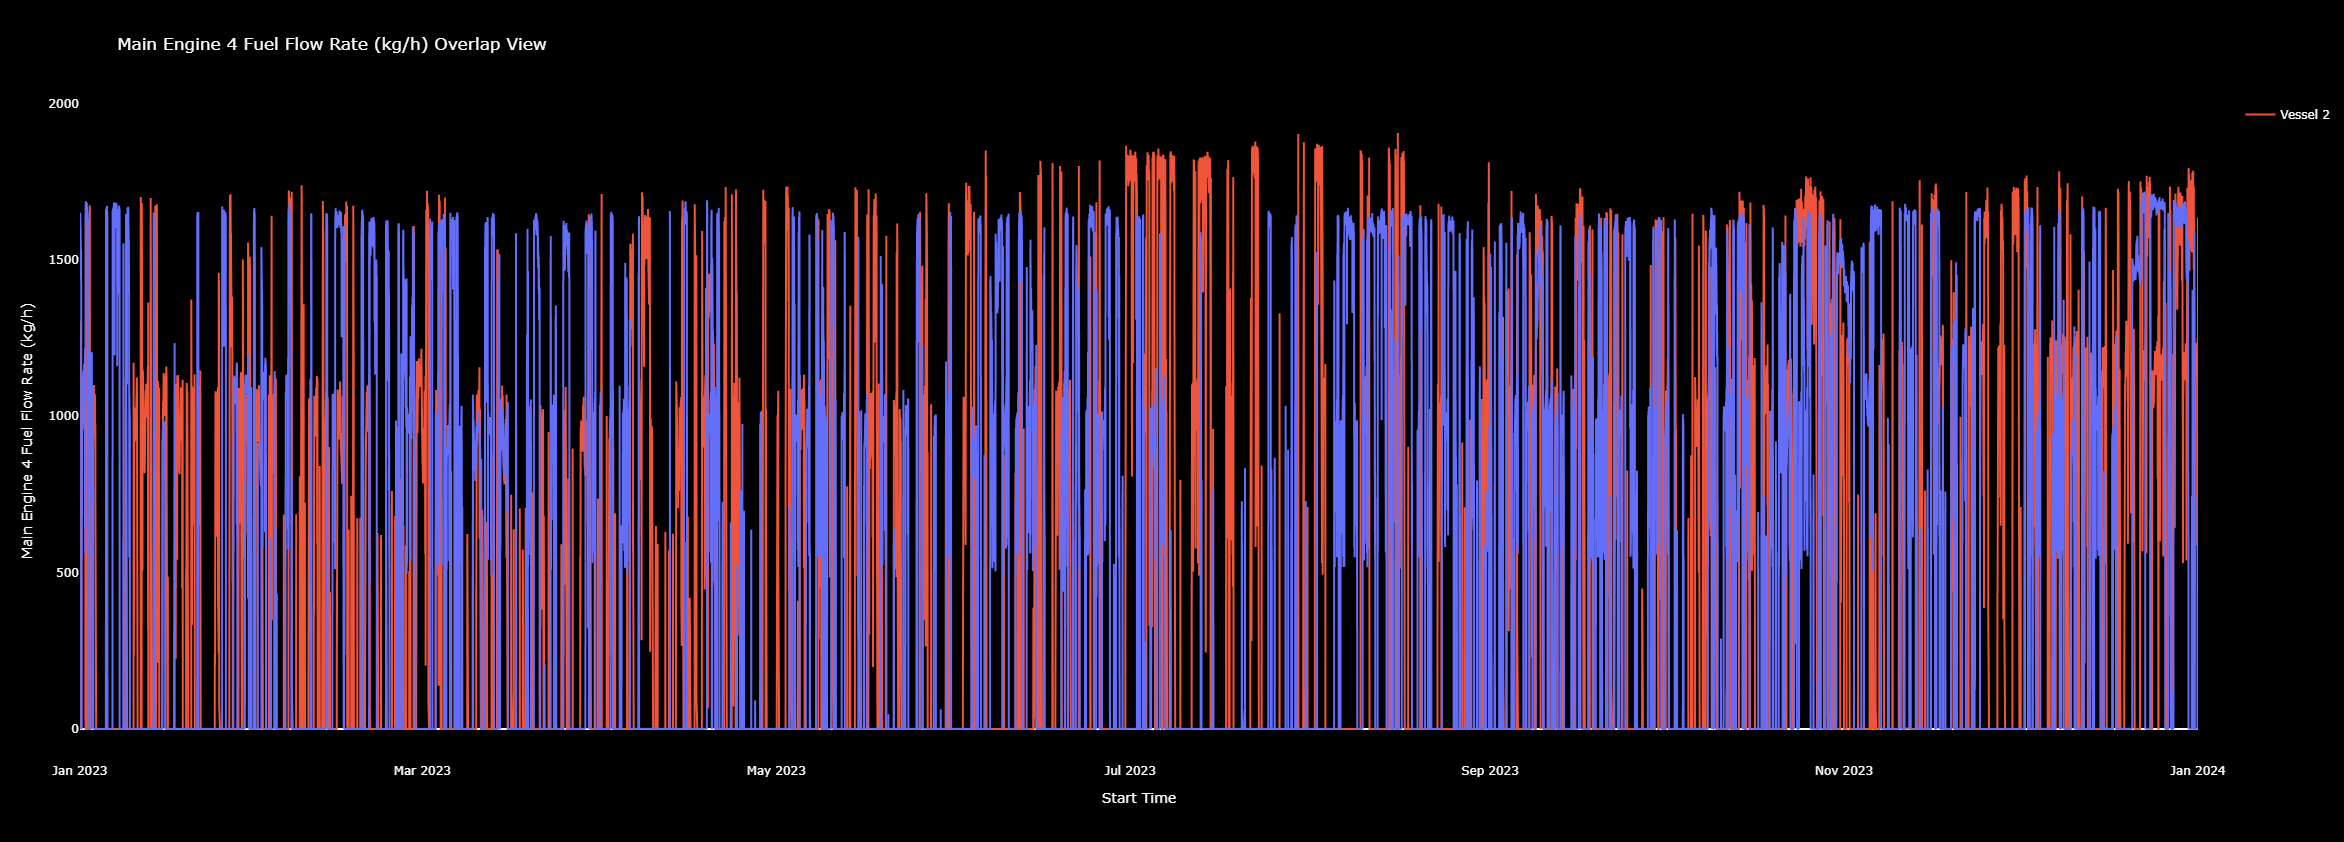 Main Engine 4 Fuel Flow Rate (kg/h) Overlap View
Main Engine 4 Fuel Flow Rate (kg/h)
2000
1500
1000
500
0
Jan 2023
Mar 2023
May 2023
Jul 2023
Sep 2023
Nov 2023
Jan 2024
Start Time
Vessel 2